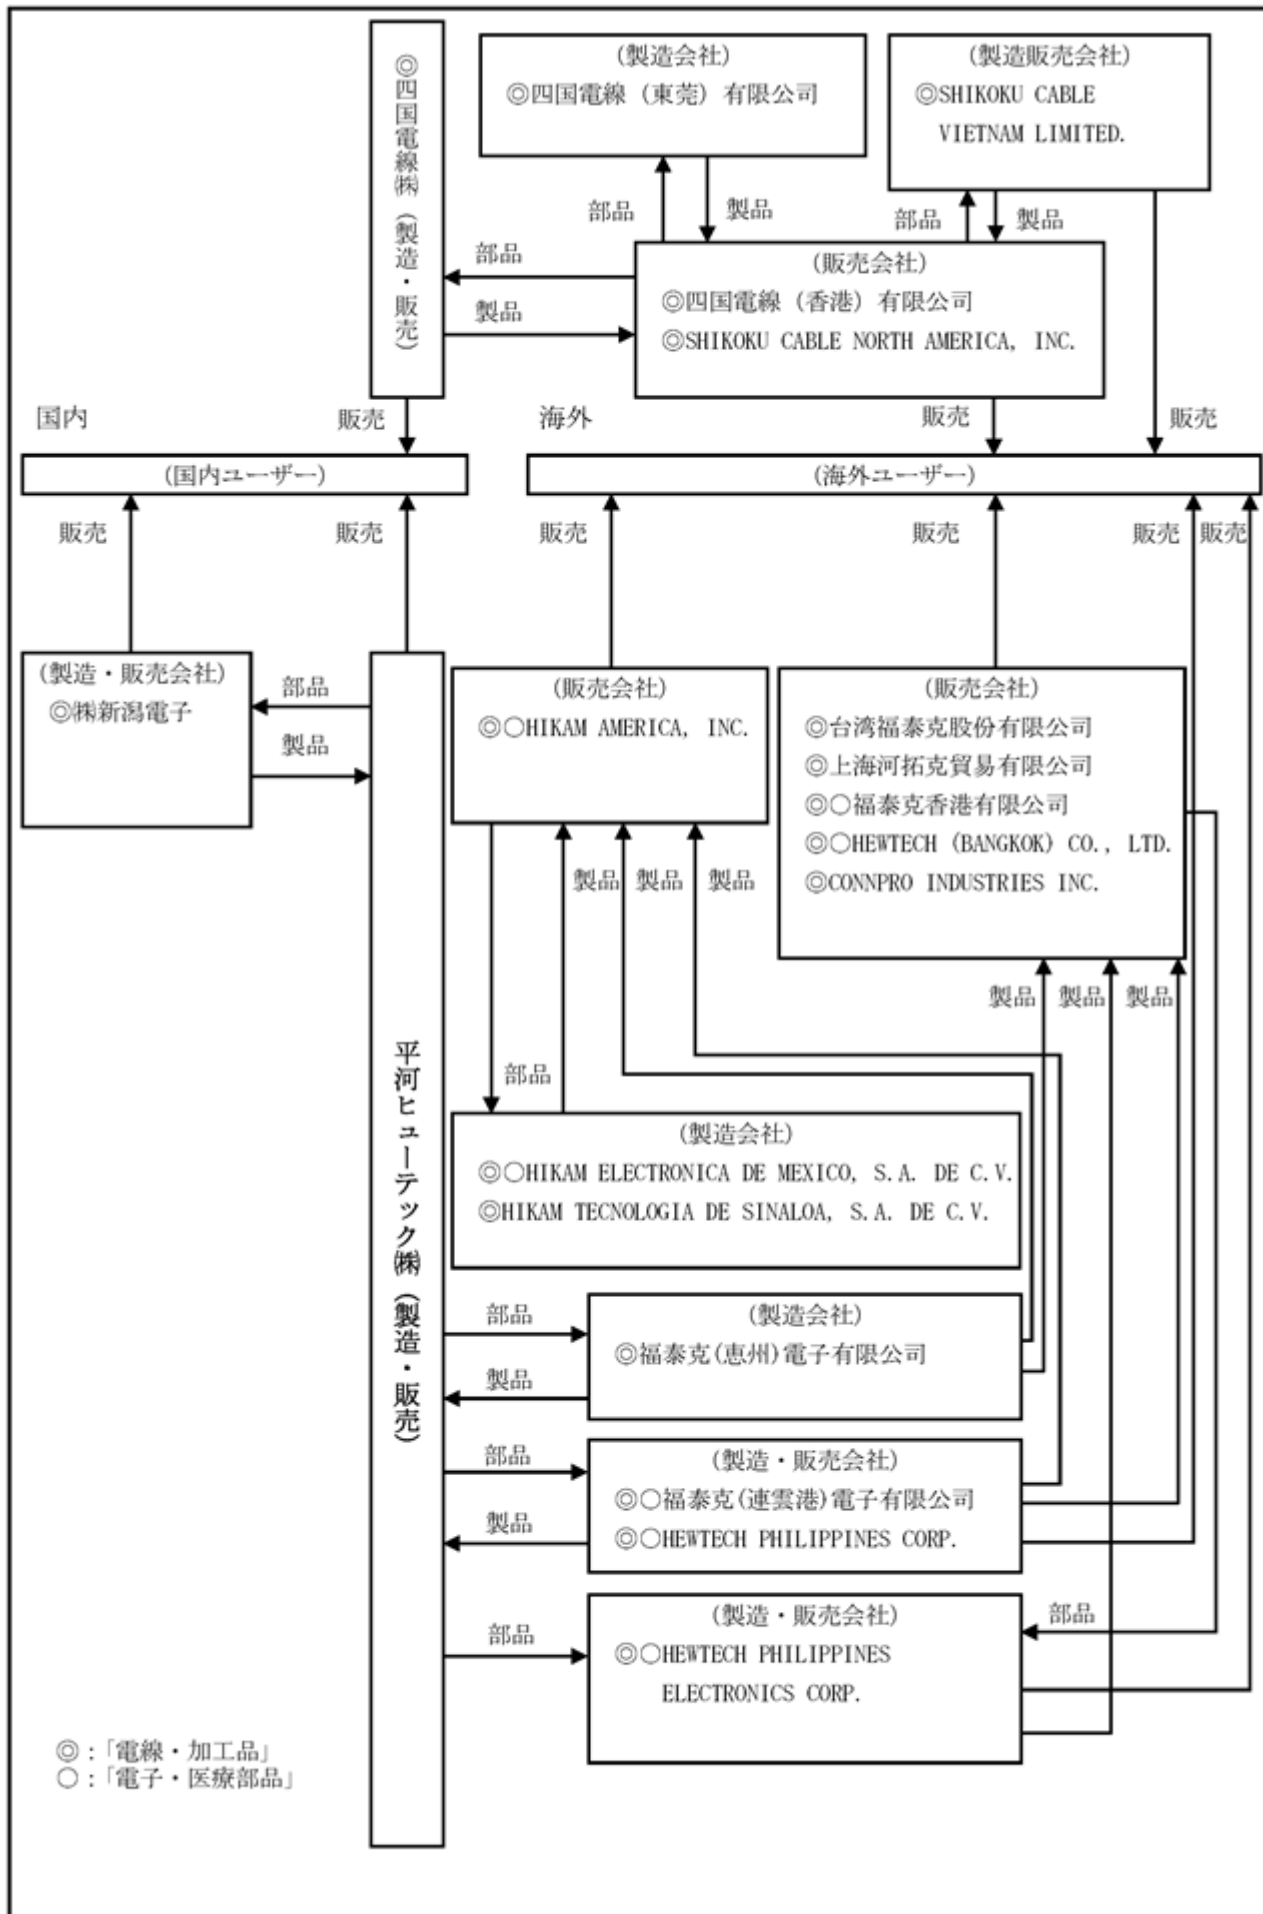 ◎四国電線㈱（製造・販売）
(製造会社)
◎四国電線（東莞）有限公司
(製造販売会社)
◎SHIKOKU CABLE
VIETNAM LIMITED.
部品
製品
部品
製品
部品
製品
(販売会社)
◎四国電線（香港）有限公司
◎SHIKOKU CABLE NORTH AMERICA, INC.
国内
販売
海外
販売
販売
(国内ユーザー)
(海外ユーザー)
販売
販売
販売
販売
販売
販売
(製造・販売会社)
◎㈱新潟電子
部品
製品
平河ヒューテック㈱（製造・販売）
(販売会社)
◎○HIKAM AMERICA, INC.
(販売会社)
◎台湾福泰克股份有限公司
◎上海河拓克貿易有限公司
◎○福泰克香港有限公司
◎○HEWTECH (BANGKOK) CO., LTD.
◎CONNPRO INDUSTRIES INC.
製品
製品
製品
製品
製品
製品
部品
(製造会社)
◎○HIKAM ELECTRONICA DE MEXICO, S.A. DE C.V.
◎HIKAM TECNOLOGIA DE SINALOA, S.A. DE C.V.
部品
製品
(製造会社)
◎福泰克(恵州)電子有限公司
部品
製品
(製造・販売会社)
◎○福泰克(連雲港)電子有限公司
◎○HEWTECH PHILIPPINES CORP.
部品
(製造・販売会社)
◎○HEWTECH PHILIPPINES
ELECTRONICS CORP.
部品
◎：「電線・加工品」
○：「電子・医療部品」